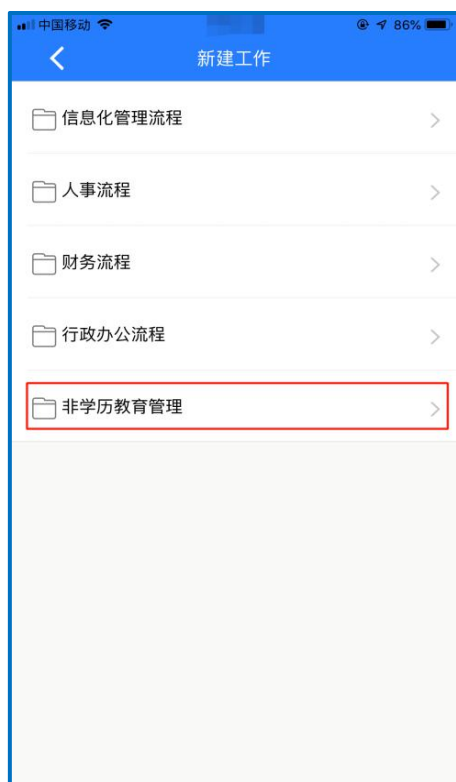 中国移动 86%
新建工作
信息化管理流程
人事流程
财务流程
行政办公流程
非学历教育管理